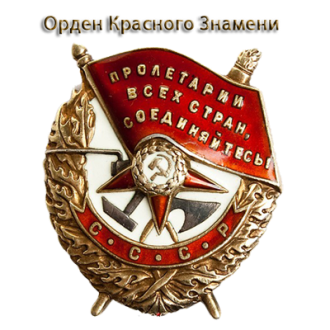 Орден Красного Знамени
ПРОЛЕТАРИИ
ВСЕХ СТРАН,
СОЕДИНЯЙТЕСЬ!
С.С.С.Р.